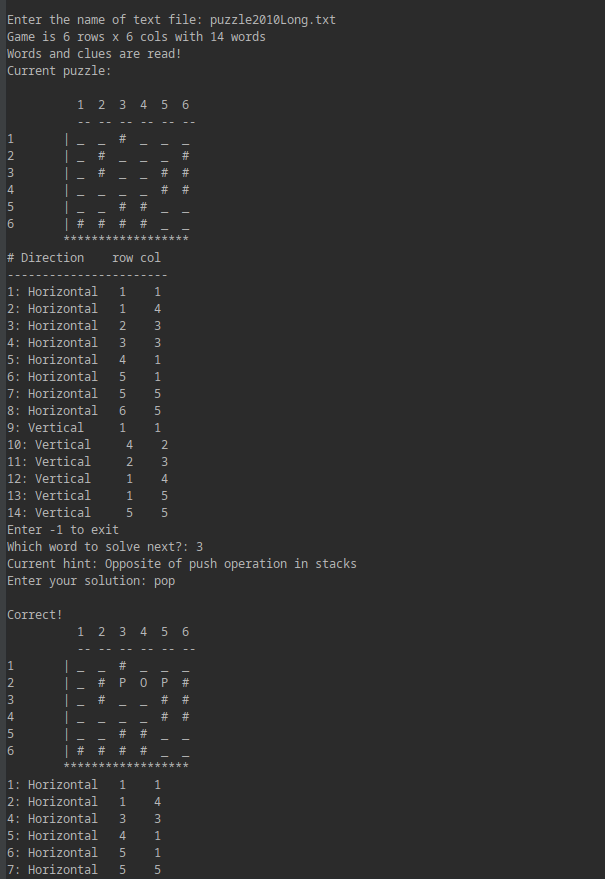 Enter the name of text file: puzzle2010Long.txt
Game is 6 rows x 6 cols with 14 words
Words and clues are read!
Current puzzle:
1 2 3 4 5 6
-- -- -- -- -- --
1 | _ _ # _ _ _
2 | _ # _ _ _ #
3 | _ # _ _ # #
4 | _ _ _ _ # #
5 | _ _ # # _ _
6 | # # # # _ _
******************
# Direction row col
-----------------------
1: Horizontal 1 1
2: Horizontal 1 4
3: Horizontal 2 3
4: Horizontal 3 3
5: Horizontal 4 1
6: Horizontal 5 1
7: Horizontal 5 5
8: Horizontal 6 5
9: Vertical 1 1
10: Vertical 4 2
11: Vertical 2 3
12: Vertical 1 4
13: Vertical 1 5
14: Vertical 5 5
Enter -1 to exit
Which word to solve next?: 3
Current hint: Opposite of push operation in stacks
Enter your solution: pop
Correct!
1 2 3 4 5 6
-- -- -- -- -- --
1 | _ _ # _ _ _
2 | _ # P O P #
3 | _ # _ _ # #
4 | _ _ _ _ # #
5 | _ _ # # _ _
6 | # # # # _ _
******************
1: Horizontal 1 1
2: Horizontal 1 4
4: Horizontal 3 3
5: Horizontal 4 1
6: Horizontal 5 1
7: Horizontal 5 5